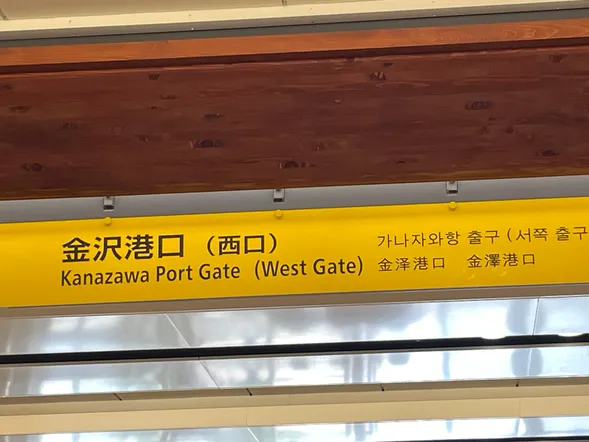 金沢港口（西口）
Kanazawa Port Gate (West Gate)
가나자와항 출구 (서쪽 출구
金泽港口 金澤港口